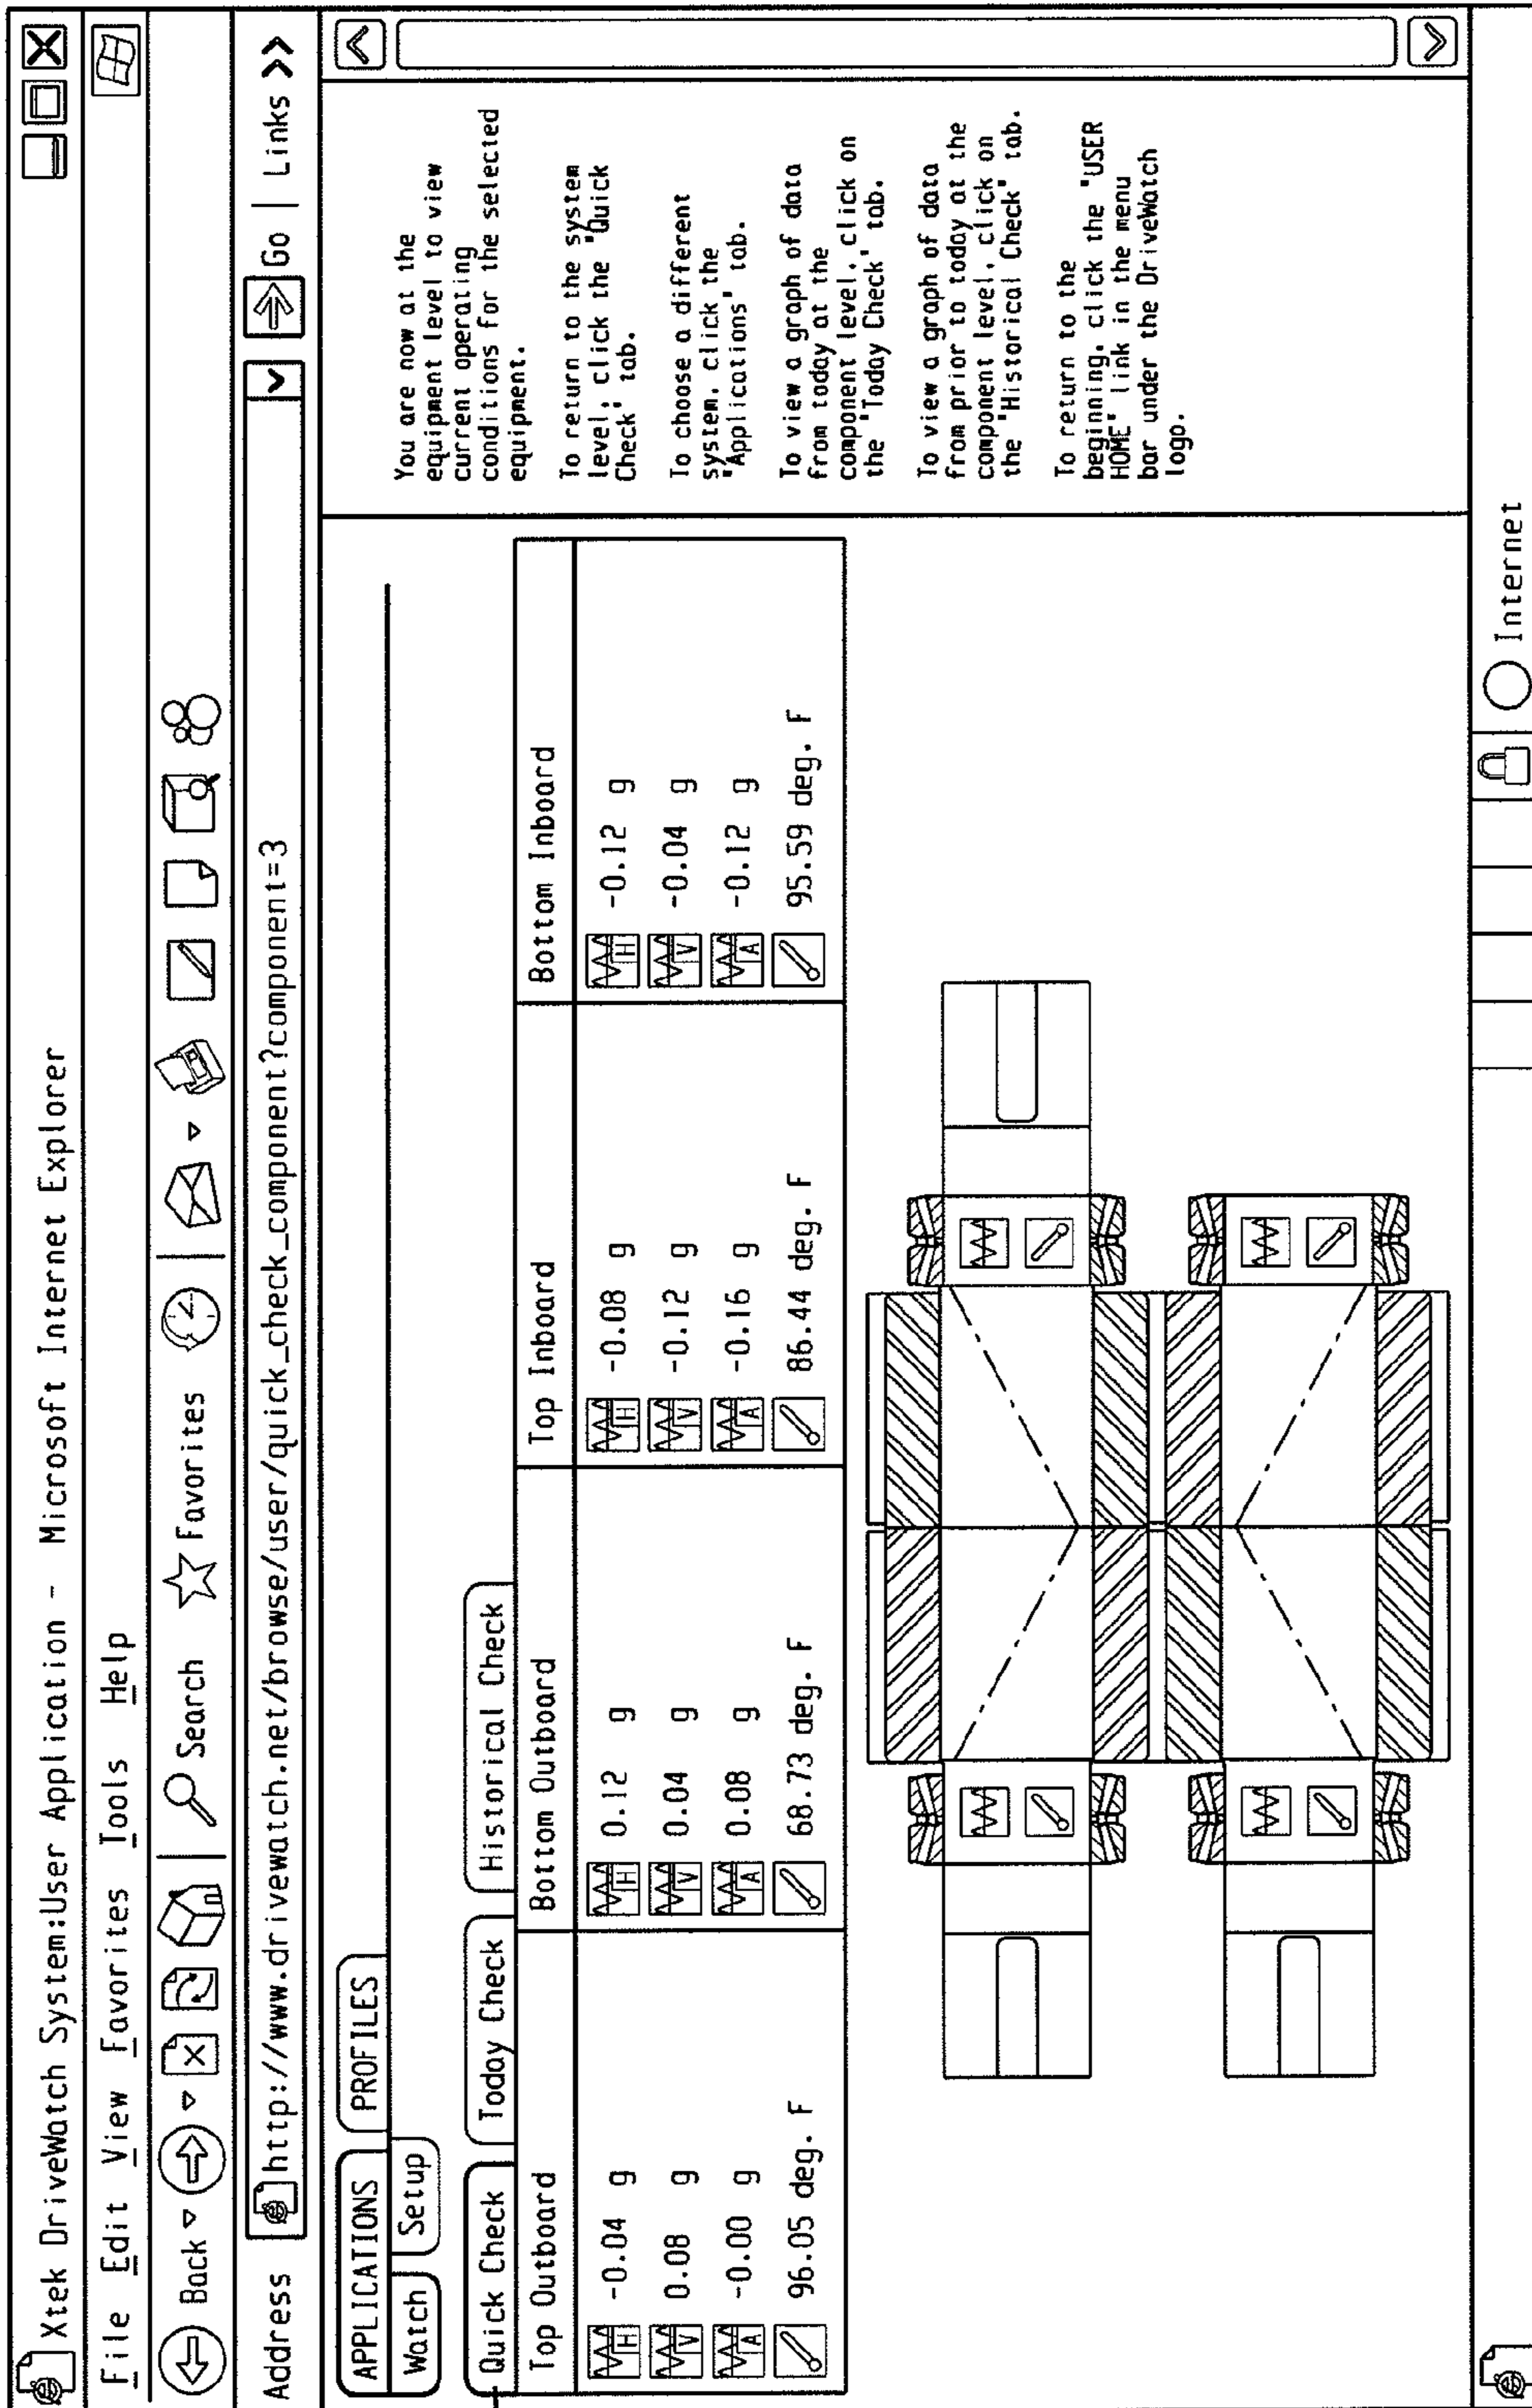 Xtek DriveWatch System:User Application - Microsoft Internet Explorer
File Edit View Favorites Tools Help
Back Search Favorites
Address http://www.drivewatch.net/browse/user/quick_check_component?component=3 Go Links >>
APPLICATIONS PROFILES
Watch Setup
Quick Check Today Check Historical Check
Top Outboard Bottom Outboard Top Inboard Bottom Inboard
H -0.04 g H 0.12 g H -0.08 g H -0.12 g
V 0.08 g V 0.04 g V -0.12 g V -0.04 g
A -0.00 g A 0.08 g A -0.16 g A -0.12 g
96.05 deg. F 68.73 deg. F 86.44 deg. F 95.59 deg. F
You are now at the
equipment level to view
current operating
conditions for the selected
equipment.
To return to the system
level, click the "Quick
Check" tab.
To choose a different
system, click the
"Applications" tab.
To view a graph of data
from today at the
component level, click on
the "Today Check" tab.
To view a graph of data
from prior to today at the
component level, click on
the "Historical Check" tab.
To return to the
beginning, click the "USER
HOME" link in the menu
bar under the DriveWatch
logo.
Internet